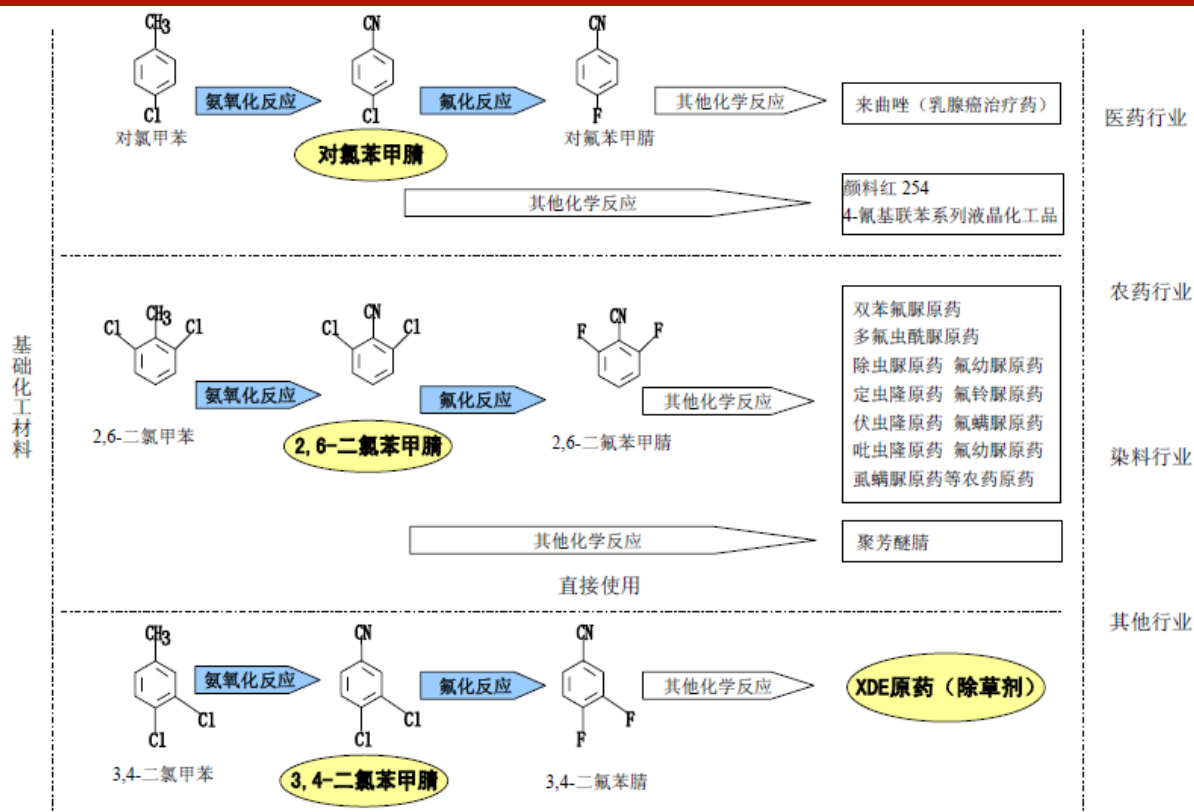 基础化工材料
CH3
Cl
对氯甲苯
氨氧化反应
CN
Cl
对氯苯甲腈
氟化反应
CN
F
对氟苯甲腈
其他化学反应
来曲唑（乳腺癌治疗药）
其他化学反应
颜料红 254
4-氰基联苯系列液晶化工品
CH3
Cl
Cl
2,6-二氯甲苯
氨氧化反应
CN
Cl
Cl
2,6-二氯苯甲腈
氟化反应
CN
F
F
2,6-二氟苯甲腈
其他化学反应
双苯氟脲原药
多氟虫酰脲原药
除虫脲原药 氟幼脲原药
定虫隆原药 氟铃脲原药
伏虫隆原药 氟螨脲原药
吡虫隆原药 氟幼脲原药
虱螨脲原药等农药原药
其他化学反应
聚芳醚腈
直接使用
CH3
Cl
Cl
3,4-二氯甲苯
氨氧化反应
CN
Cl
Cl
3,4-二氯苯甲腈
氟化反应
CN
F
F
3,4-二氟苯腈
其他化学反应
XDE原药（除草剂）
医药行业
农药行业
染料行业
其他行业